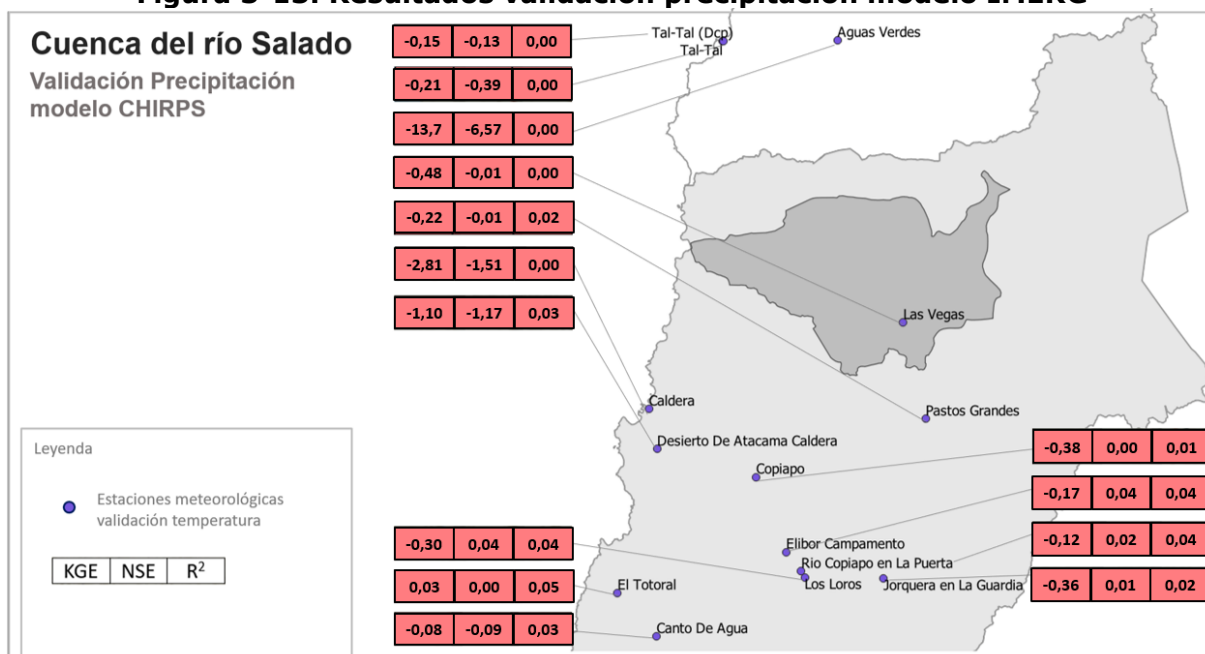 Figura Resultados validación precipitación modelo IMERG
Cuenca del río Salado
Validación Precipitación
modelo CHIRPS
-0,15 -0,13 0,00
-0,21 -0,39 0,00
-13,7 -6,57 0,00
-0,48 -0,01 0,00
-0,22 -0,01 0,02
-2,81 -1,51 0,00
-1,10 -1,17 0,03
Tal-Tal (Dcp)
Tal-Tal
Aguas Verdes
Las Vegas
Caldera
Pastos Grandes
Desierto De Atacama Caldera
Copiapo
-0,38 0,00 0,01
-0,17 0,04 0,04
-0,12 0,02 0,04
-0,36 0,01 0,02
Elibor Campamento
Rio Copiapo en La Puerta
Los Loros
Jorquera en La Guardia
El Totoral
Canto De Agua
-0,30 0,04 0,04
0,03 0,00 0,05
-0,08 -0,09 0,03
Leyenda
Estaciones meteorológicas
validación temperatura
KGE NSE R²